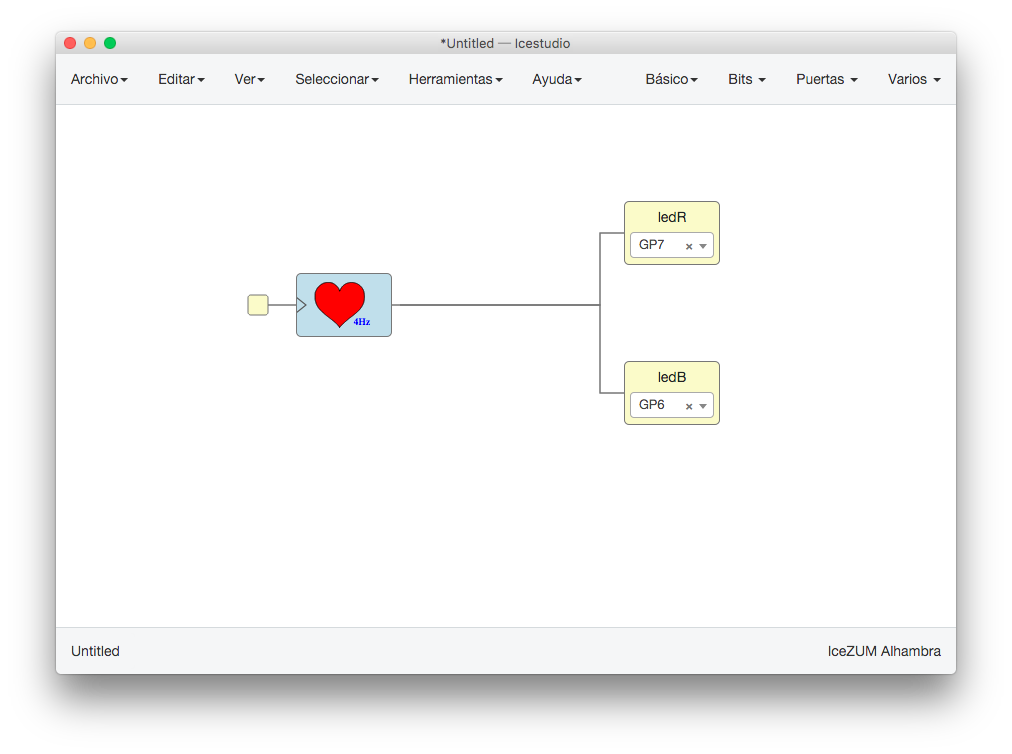 *Untitled — Icestudio
Archivo Editar Ver Seleccionar Herramientas Ayuda Básico Bits Puertas Varios
ledR
GP7 ×
4Hz
ledB
GP6 ×
Untitled IceZUM Alhambra